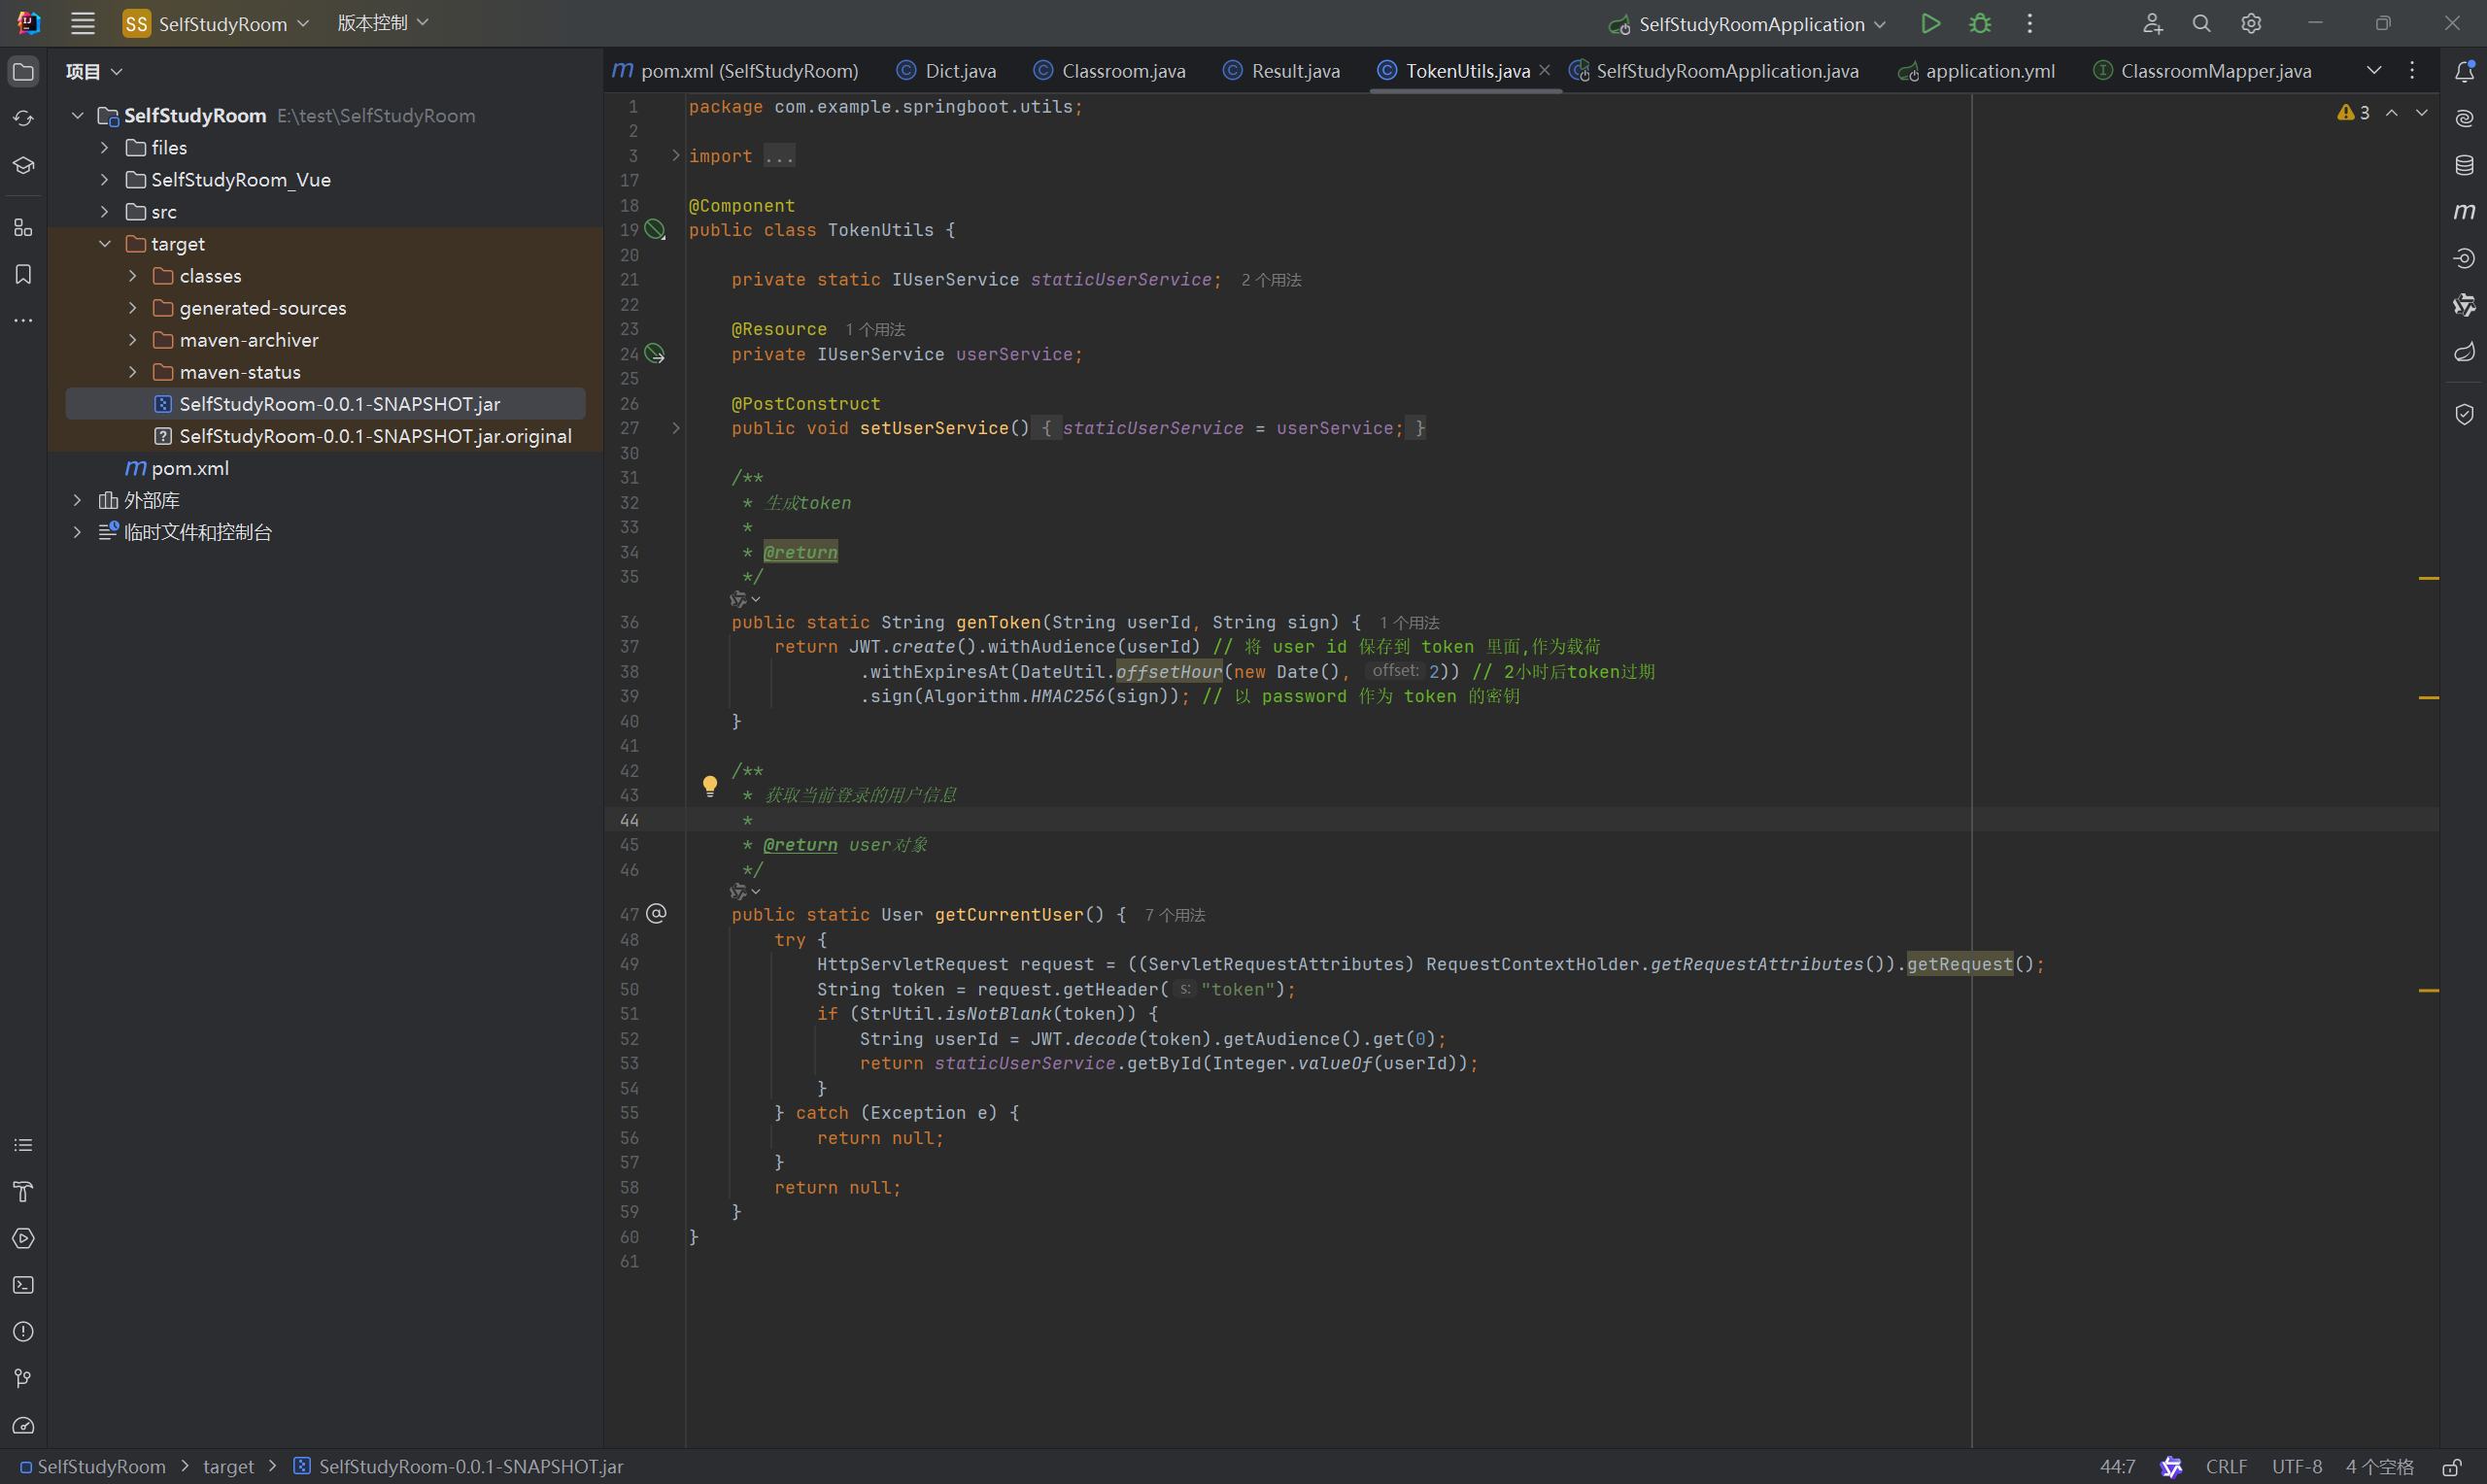 SS SelfStudyRoom 版本控制 SelfStudyRoomApplication
项目
SelfStudyRoom E:\test\SelfStudyRoom
files
SelfStudyRoom_Vue
src
target
classes
generated-sources
maven-archiver
maven-status
SelfStudyRoom-0.0.1-SNAPSHOT.jar
SelfStudyRoom-0.0.1-SNAPSHOT.jar.original
pom.xml
外部库
临时文件和控制台
pom.xml (SelfStudyRoom) Dict.java Classroom.java Result.java TokenUtils.java SelfStudyRoomApplication.java application.yml ClassroomMapper.java
3
1 package com.example.springboot.utils;
2
3 import ...
17
18 @Component
19 public class TokenUtils {
20
21 private static IUserService staticUserService; 2 个用法
22
23 @Resource 1 个用法
24 private IUserService userService;
25
26 @PostConstruct
27 public void setUserService() { staticUserService = userService; }
30
31 /**
32 * 生成token
33 *
34 * @return
35 */
36 public static String genToken(String userId, String sign) { 1 个用法
37 return JWT.create().withAudience(userId) // 将 user id 保存到 token 里面,作为载荷
38 .withExpiresAt(DateUtil.offsetHour(new Date(), offset: 2)) // 2小时后token过期
39 .sign(Algorithm.HMAC256(sign)); // 以 password 作为 token 的密钥
40 }
41
42 /**
43 * 获取当前登录的用户信息
44 *
45 * @return user对象
46 */
47 public static User getCurrentUser() { 7 个用法
48 try {
49 HttpServletRequest request = ((ServletRequestAttributes) RequestContextHolder.getRequestAttributes()).getRequest();
50 String token = request.getHeader( s: "token");
51 if (StrUtil.isNotBlank(token)) {
52 String userId = JWT.decode(token).getAudience().get(0);
53 return staticUserService.getById(Integer.valueOf(userId));
54 }
55 } catch (Exception e) {
56 return null;
57 }
58 return null;
59 }
60 }
61
SelfStudyRoom > target > SelfStudyRoom-0.0.1-SNAPSHOT.jar 44:7 CRLF UTF-8 4 个空格